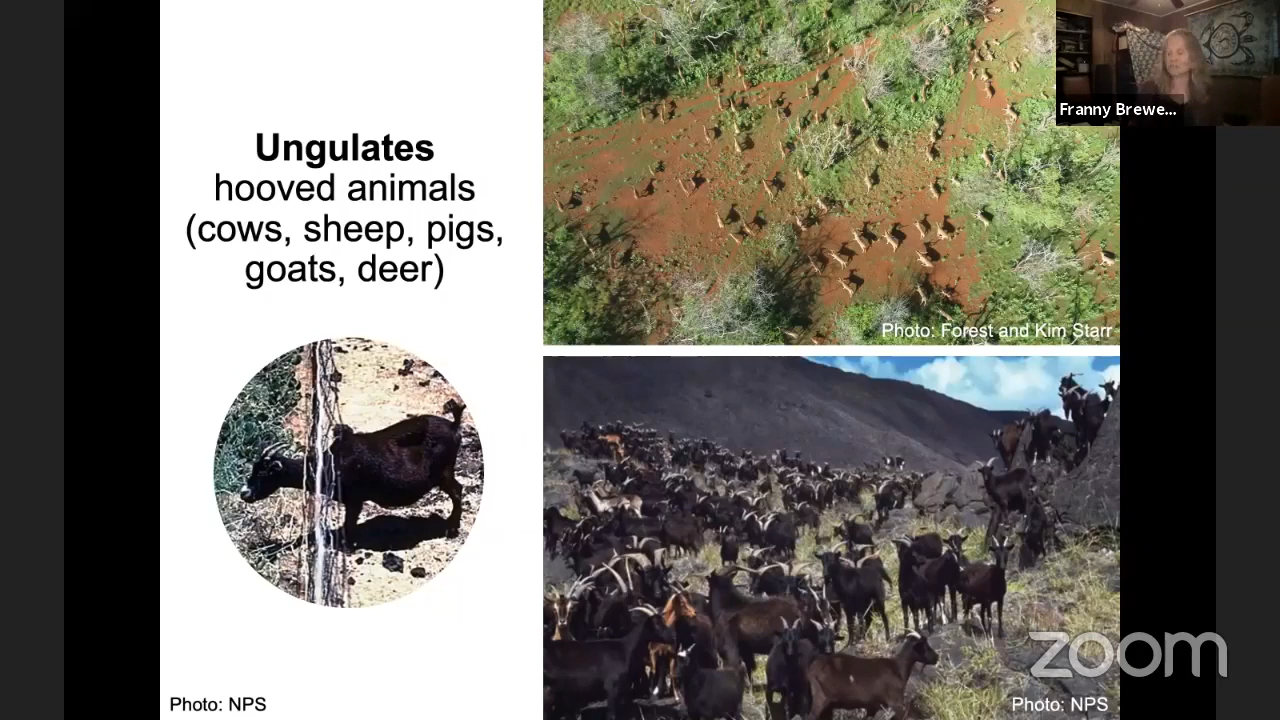 Ungulates
hooved animals
(cows, sheep, pigs,
goats, deer)
Photo: NPS
Photo: Forest and Kim Starr
Photo: NPS
Franny Brewe...
zoom